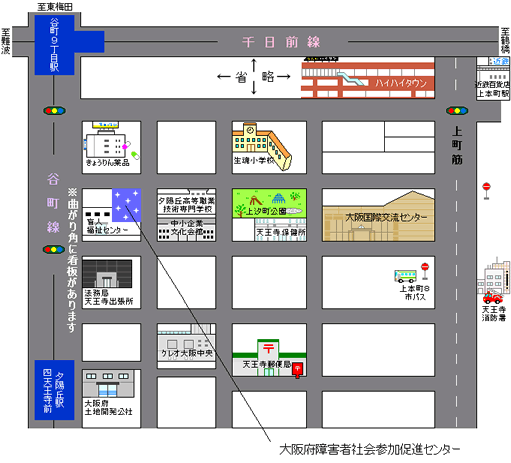 至東梅田
至難波
谷町9丁目駅
千日前線
至鶴橋
近鉄
近鉄百貨店
上本町駅
←省略→
ハイハイタウン
上町筋
きょうりん薬品
生魂小学校
谷町線
※曲がり角に看板があります
盲人
福祉センター
夕陽丘高等職業
技術専門学校
中小企業
文化会館
上汐町公園
天王寺保健所
大阪国際交流センター
法務局
天王寺出張所
上本町8
市バス
天王寺
消防署
クレオ大阪中央
天王寺郵便局
夕陽丘駅
四天王寺前
大阪府
土地開発公社
大阪府障害者社会参加促進センター